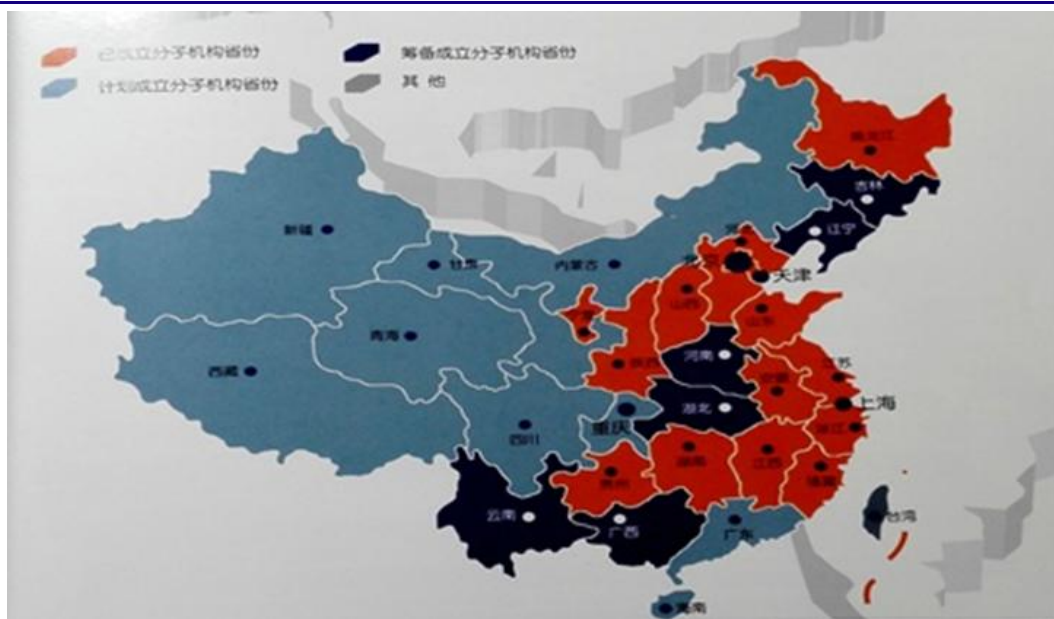 已成立分子机构省份
筹备成立分子机构省份
计划成立分子机构省份
其他
黑龙江
吉林
辽宁
新疆
甘肃
内蒙古
河北
北京
天津
宁夏
山西
山东
青海
陕西
河南
西藏
安徽
江苏
上海
湖北
浙江
重庆
四川
湖南
江西
贵州
福建
云南
广西
广东
台湾
海南